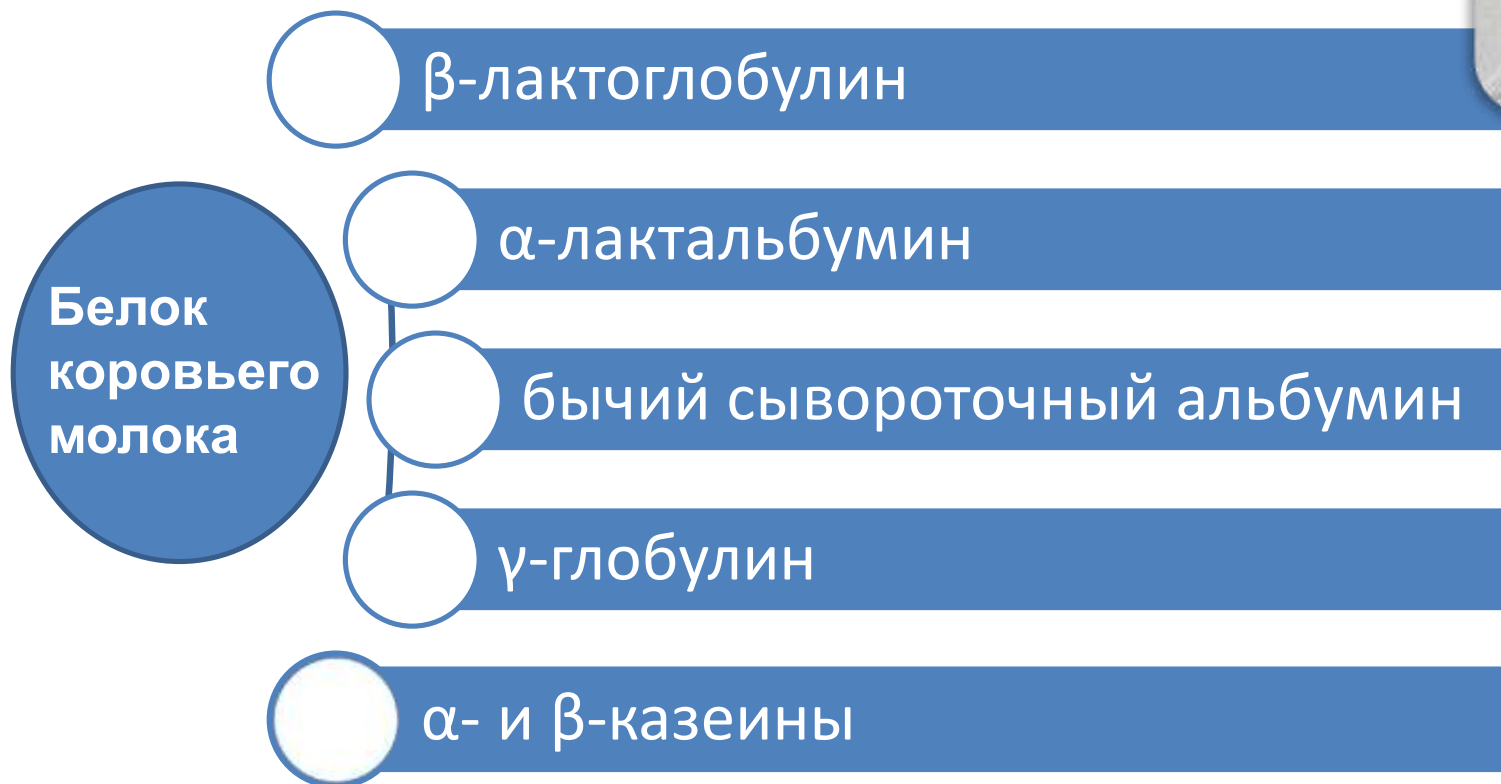 β-лактоглобулин
α-лактальбумин
Белок
коровьего
молока
бычий сывороточный альбумин
γ-глобулин
α- и β-казеины